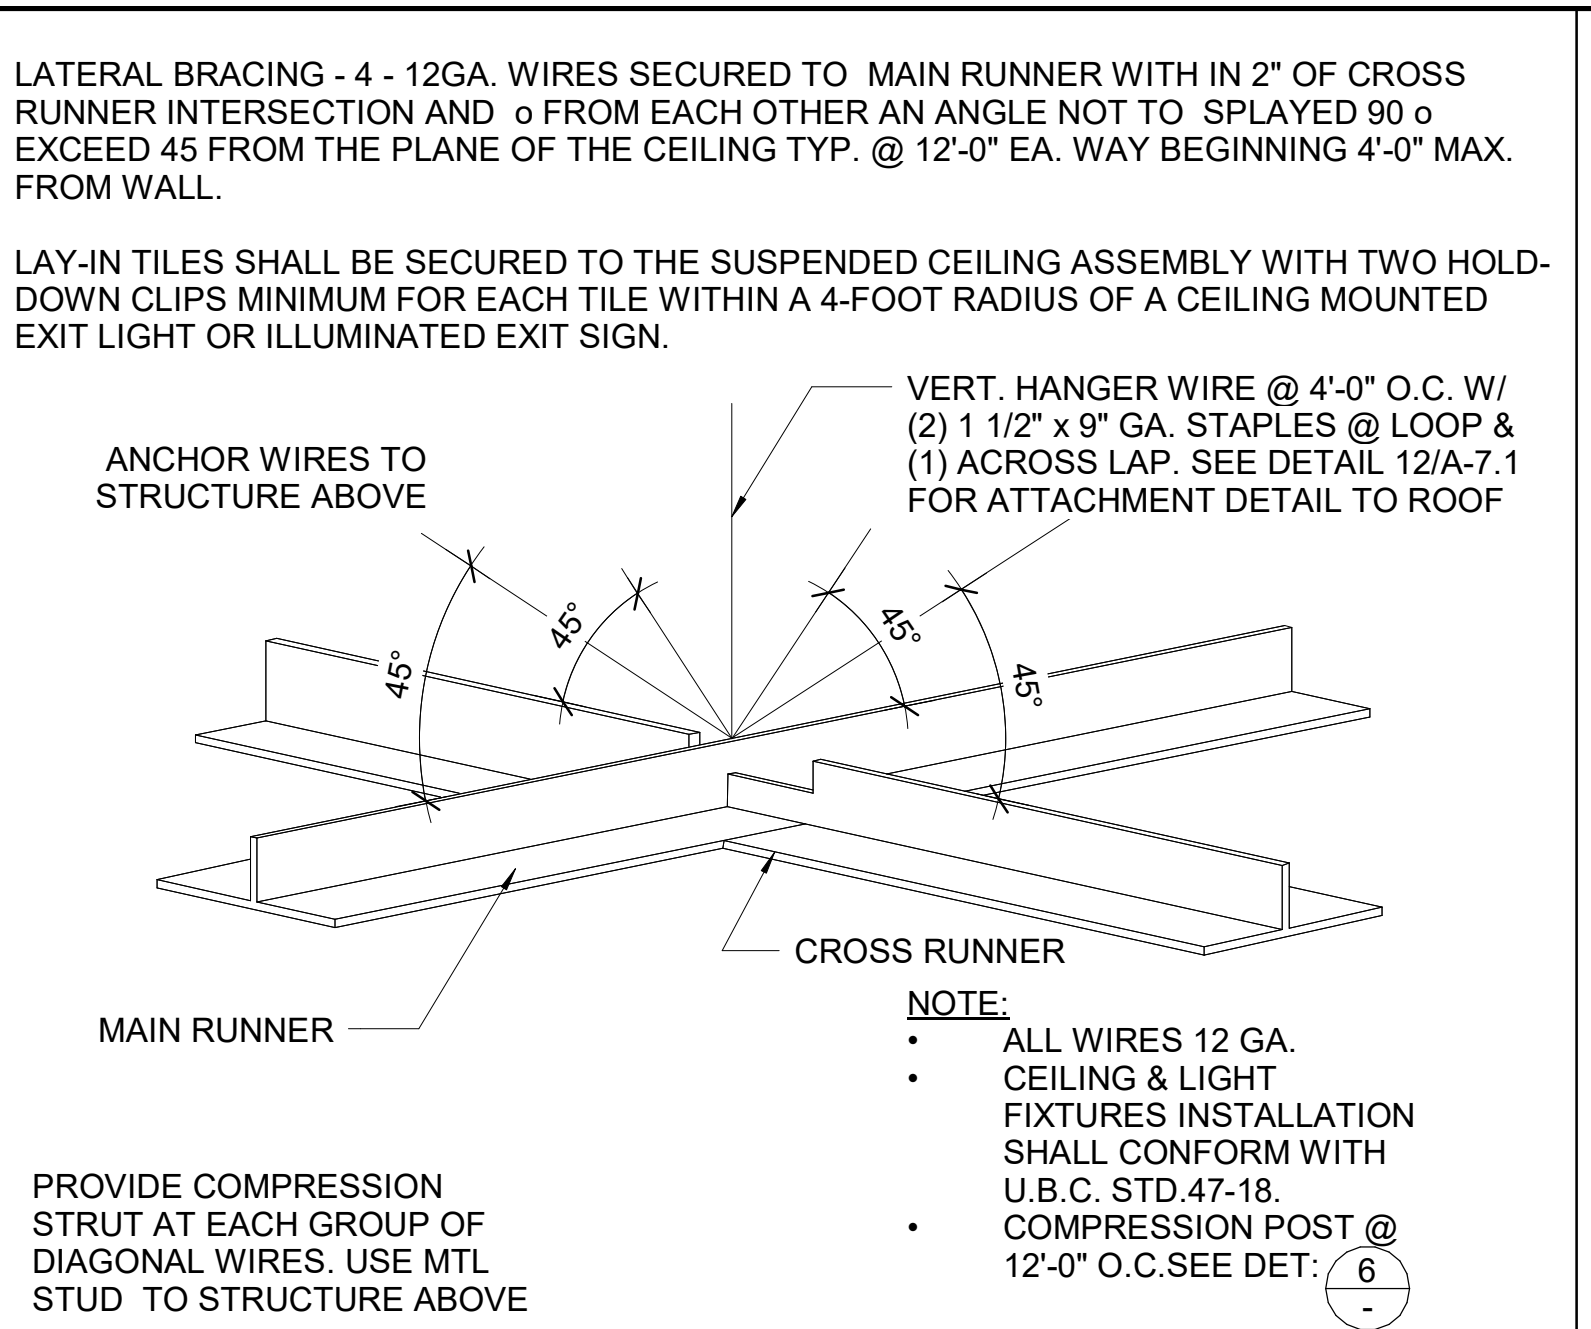 LATERAL BRACING - 4 - 12GA. WIRES SECURED TO MAIN RUNNER WITH IN 2" OF CROSS
RUNNER INTERSECTION AND o FROM EACH OTHER AN ANGLE NOT TO SPLAYED 90 o
EXCEED 45 FROM THE PLANE OF THE CEILING TYP. @ 12'-0" EA. WAY BEGINNING 4'-0" MAX.
FROM WALL.
LAY-IN TILES SHALL BE SECURED TO THE SUSPENDED CEILING ASSEMBLY WITH TWO HOLD-
DOWN CLIPS MINIMUM FOR EACH TILE WITHIN A 4-FOOT RADIUS OF A CEILING MOUNTED
EXIT LIGHT OR ILLUMINATED EXIT SIGN.
VERT. HANGER WIRE @ 4'-0" O.C. W/
(2) 1 1/2" x 9" GA. STAPLES @ LOOP &
(1) ACROSS LAP. SEE DETAIL 12/A-7.1
FOR ATTACHMENT DETAIL TO ROOF
ANCHOR WIRES TO
STRUCTURE ABOVE
45°
45°
45°
45°
CROSS RUNNER
MAIN RUNNER
NOTE:
• ALL WIRES 12 GA.
• CEILING & LIGHT
FIXTURES INSTALLATION
SHALL CONFORM WITH
U.B.C. STD.47-18.
• COMPRESSION POST @
12'-0" O.C.SEE DET:
6
-
PROVIDE COMPRESSION
STRUT AT EACH GROUP OF
DIAGONAL WIRES. USE MTL
STUD TO STRUCTURE ABOVE